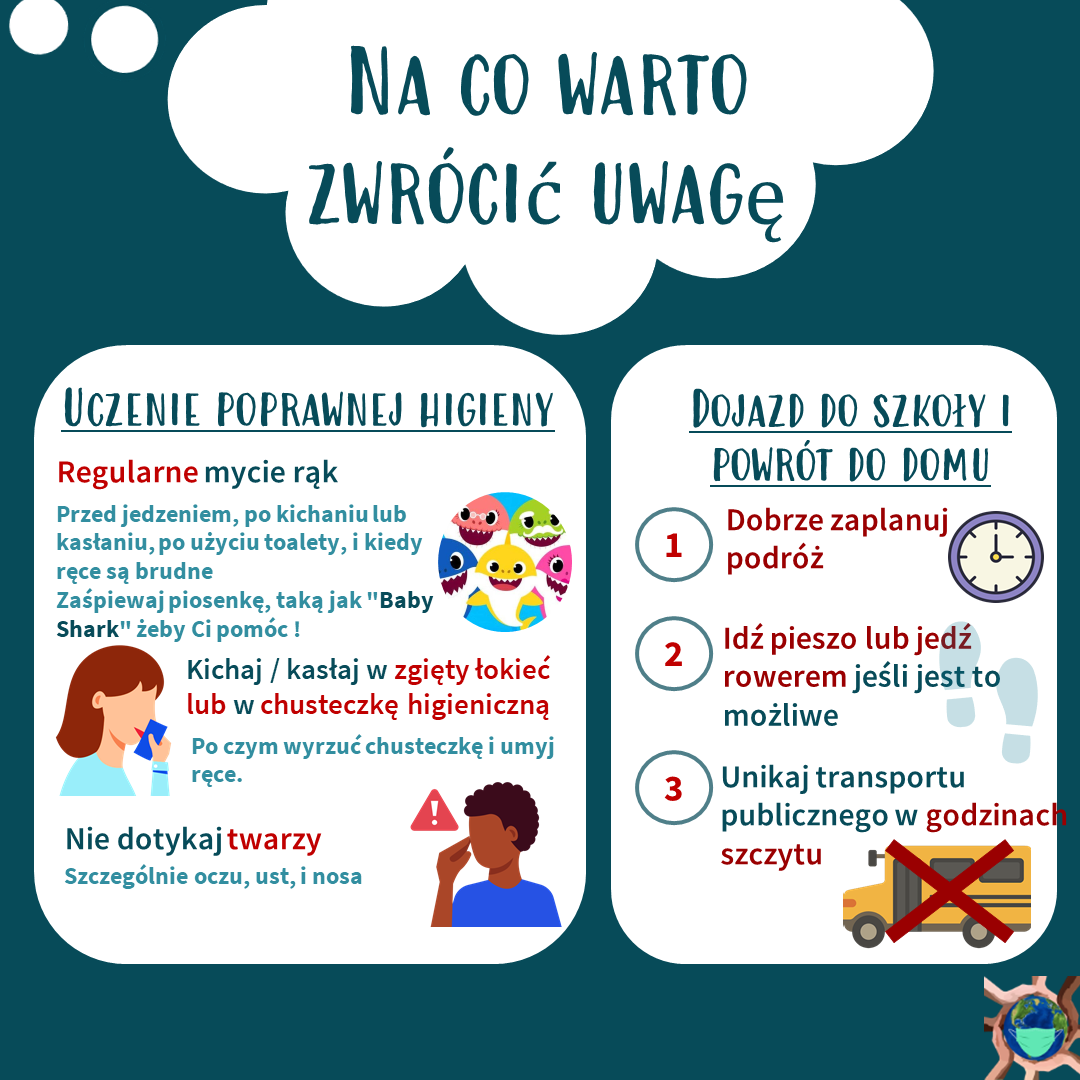 NA CO WARTO
ZWRÓCIĆ UWAGĘ
UCZENIE POPRAWNEJ HIGIENY
Regularne mycie rąk
Przed jedzeniem, po kichaniu lub
kasłaniu, po użyciu toalety, i kiedy
ręce są brudne
Zaśpiewaj piosenkę, taką jak "Baby
Shark" żeby Ci pomóc !
Kichaj / kasłaj w zgięty łokieć
lub w chusteczkę higieniczną
Po czym wyrzuć chusteczkę i umyj
ręce.
Nie dotykaj twarzy
Szczególnie oczu, ust, i nosa
DOJAZD DO SZKOŁY I
POWRÓT DO DOMU
1
Dobrze zaplanuj
podróż
2
Idź pieszo lub jedź
rowerem jeśli jest to
możliwe
3
Unikaj transportu
publicznego w godzinach
szczytu